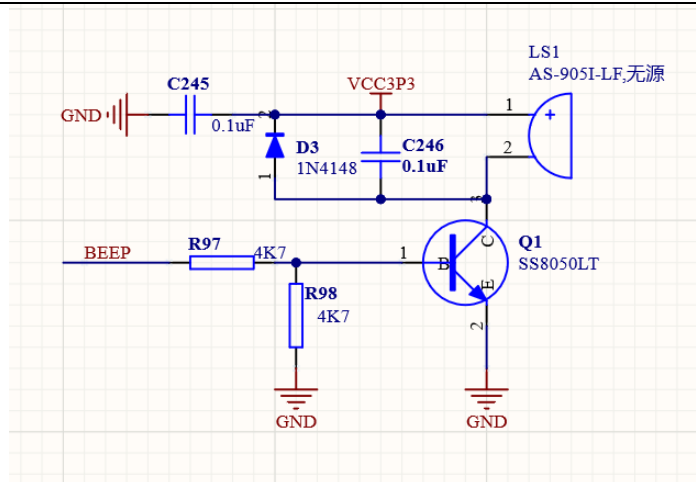 LS1
AS-905I-LF,无源
C245
VCC3P3
GND
0.1uF
2
1
+
D3
1N4148
C246
0.1uF
1
2
3
BEEP
R97
4K7
1
B
C
E
Q1
SS8050LT
R98
4K7
2
GND
GND